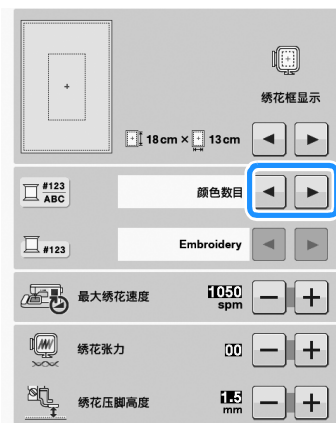 绣花框显示
18cm × 13cm
#123
ABC
颜色数目
#123
Embroidery
最大绣花速度
1050
spm
绣花张力
00
绣花压脚高度
1.5
mm